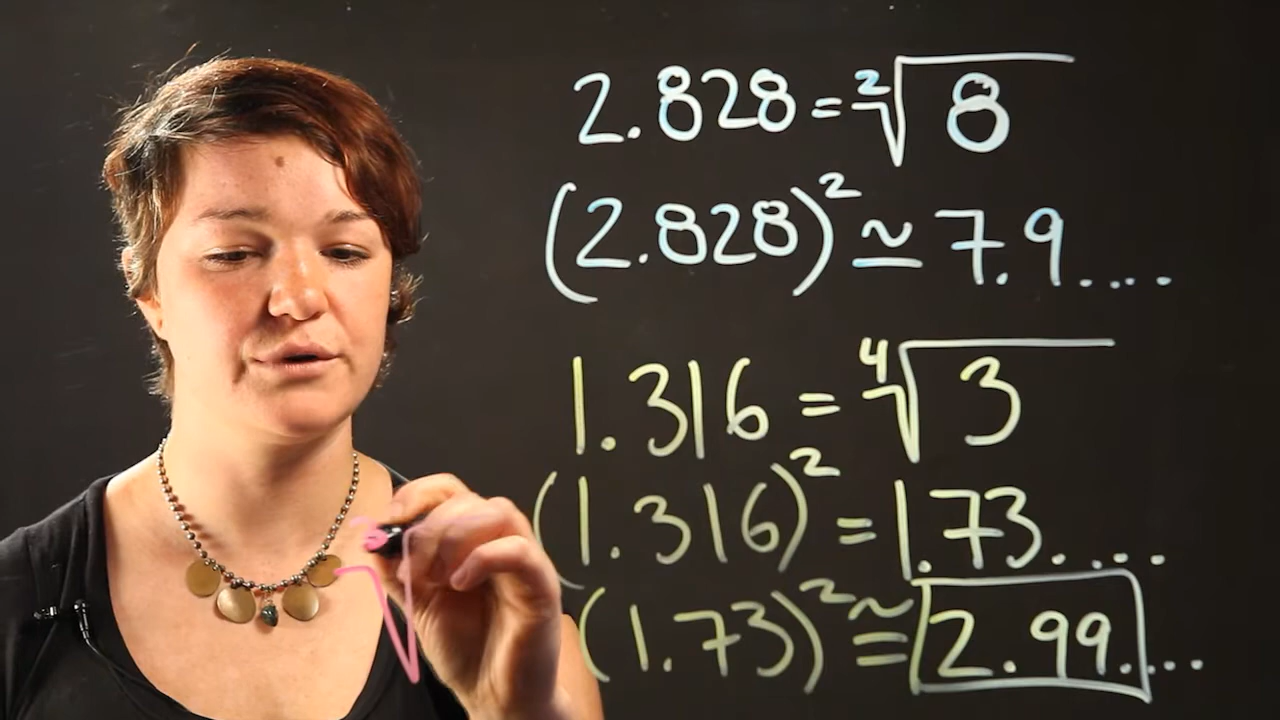 2.828 = ²√8
(2.828)² ≃ 7.9....
1.316 = ⁴√3
(1.316)² = 1.73....
(1.73)² ≅ 2.99....